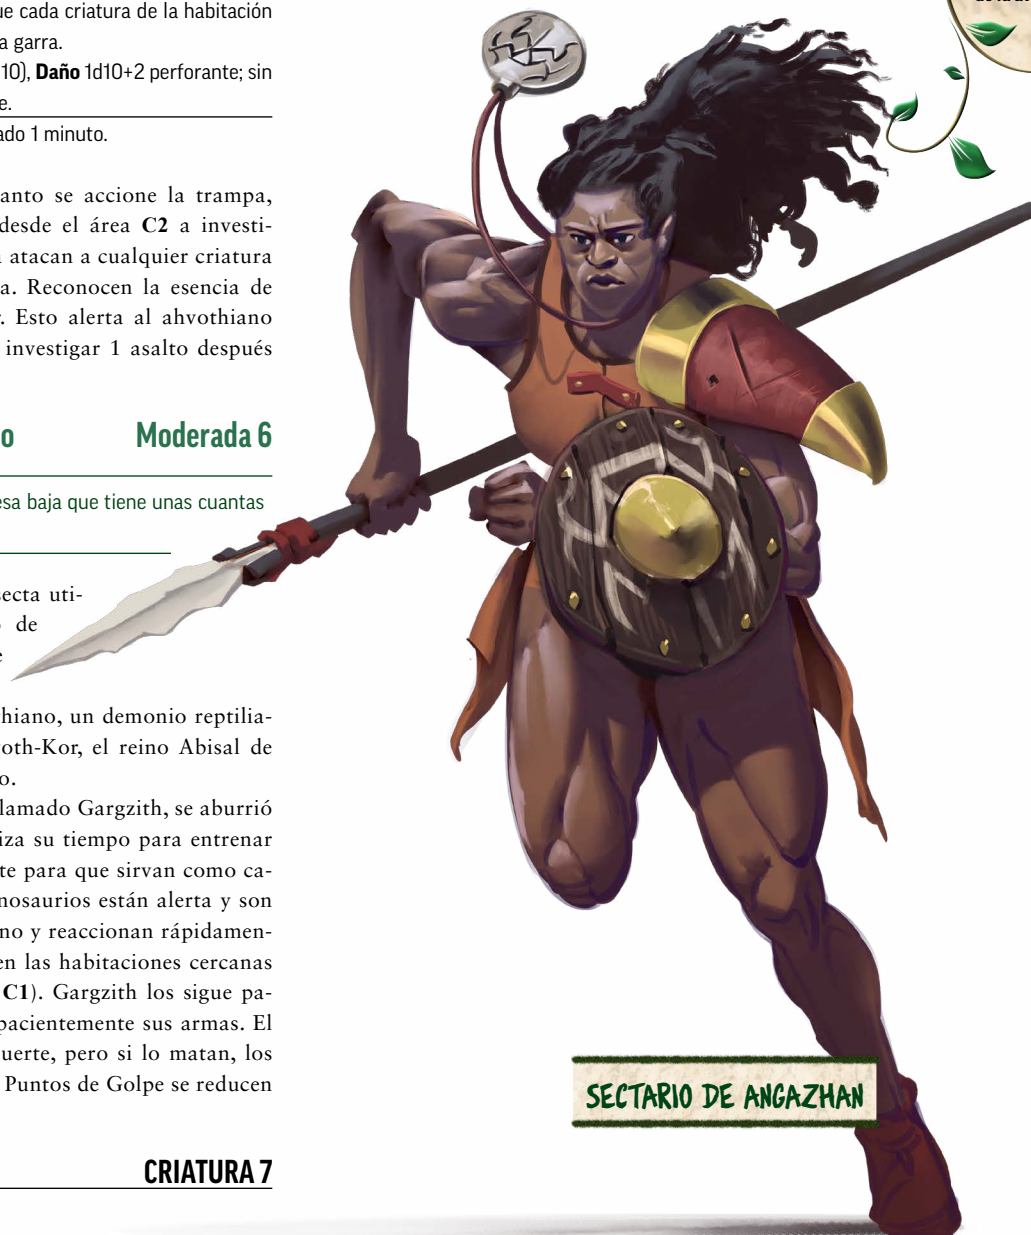 ue cada criatura de la habitación
a garra.
10), Daño 1d10+2 perforante; sin
e.
ado 1 minuto.
anto se accione la trampa,
desde el área C2 a investi-
atacan a cualquier criatura
a. Reconocen la esencia de
. Esto alerta al ahvothiano
investigar 1 asalto después
o Moderada 6
esa baja que tiene unas cuantas
secta uti-
de
e
hiano, un demonio reptilia-
oth-Kor, el reino Abisal de
o.
llamado Gargzith, se aburrió
iza su tiempo para entrenar
te para que sirvan como ca-
nosaurios están alerta y son
no y reaccionan rápidamen-
en las habitaciones cercanas
C1). Gargzith los sigue pa-
pacientemente sus armas. El
uerte, pero si lo matan, los
Puntos de Golpe se reducen
CRIATURA 7
SECTARIO DE ANGAZHAN